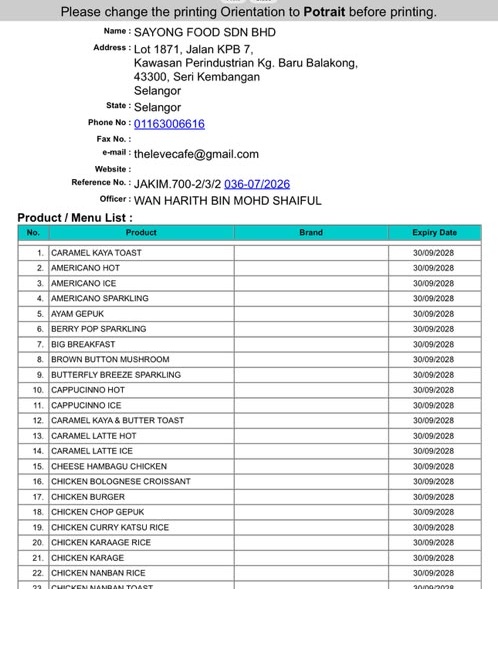 Please change the printing Orientation to Potrait before printing.
Name : SAYONG FOOD SDN BHD
Address : Lot 1871, Jalan KPB 7,
Kawasan Perindustrian Kg. Baru Balakong,
43300, Seri Kembangan
Selangor
State : Selangor
Phone No : 01163006616
Fax No. :
e-mail : thelevecafe@gmail.com
Website :
Reference No. : JAKIM.700-2/3/2 036-07/2026
Officer : WAN HARITH BIN MOHD SHAIFUL
Product / Menu List :
No. Product Brand Expiry Date
1. CARAMEL KAYA TOAST 30/09/2028
2. AMERICANO HOT 30/09/2028
3. AMERICANO ICE 30/09/2028
4. AMERICANO SPARKLING 30/09/2028
5. AYAM GEPUK 30/09/2028
6. BERRY POP SPARKLING 30/09/2028
7. BIG BREAKFAST 30/09/2028
8. BROWN BUTTON MUSHROOM 30/09/2028
9. BUTTERFLY BREEZE SPARKLING 30/09/2028
10. CAPPUCINNO HOT 30/09/2028
11. CAPPUCINNO ICE 30/09/2028
12. CARAMEL KAYA & BUTTER TOAST 30/09/2028
13. CARAMEL LATTE HOT 30/09/2028
14. CARAMEL LATTE ICE 30/09/2028
15. CHEESE HAMBAGU CHICKEN 30/09/2028
16. CHICKEN BOLOGNESE CROISSANT 30/09/2028
17. CHICKEN BURGER 30/09/2028
18. CHICKEN CHOP GEPUK 30/09/2028
19. CHICKEN CURRY KATSU RICE 30/09/2028
20. CHICKEN KARAAGE RICE 30/09/2028
21. CHICKEN KARAGE 30/09/2028
22. CHICKEN NANBAN RICE 30/09/2028
23. CHICKEN NANBAN TOAST 30/09/2028